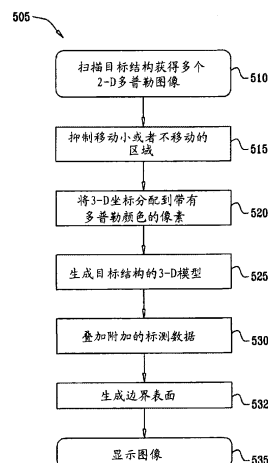 505
扫描目标结构获得多个
2-D多普勒图像
510
抑制移动小或者不移动的
区域
515
将3-D坐标分配到带有
多普勒颜色的像素
520
生成目标结构的3-D模型
525
叠加附加的标测数据
530
生成边界表面
532
显示图像
535